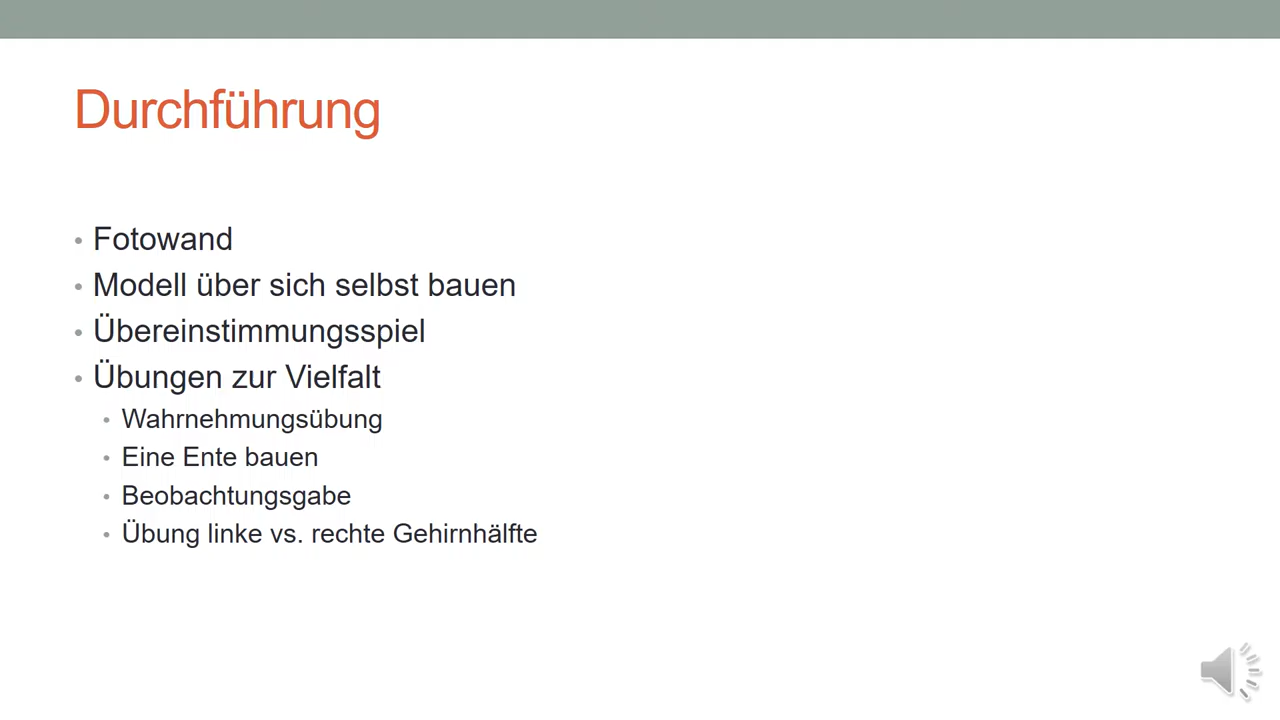 Durchführung
• Fotowand
• Modell über sich selbst bauen
• Übereinstimmungsspiel
• Übungen zur Vielfalt
• Wahrnehmungsübung
• Eine Ente bauen
• Beobachtungsgabe
• Übung linke vs. rechte Gehirnhälfte